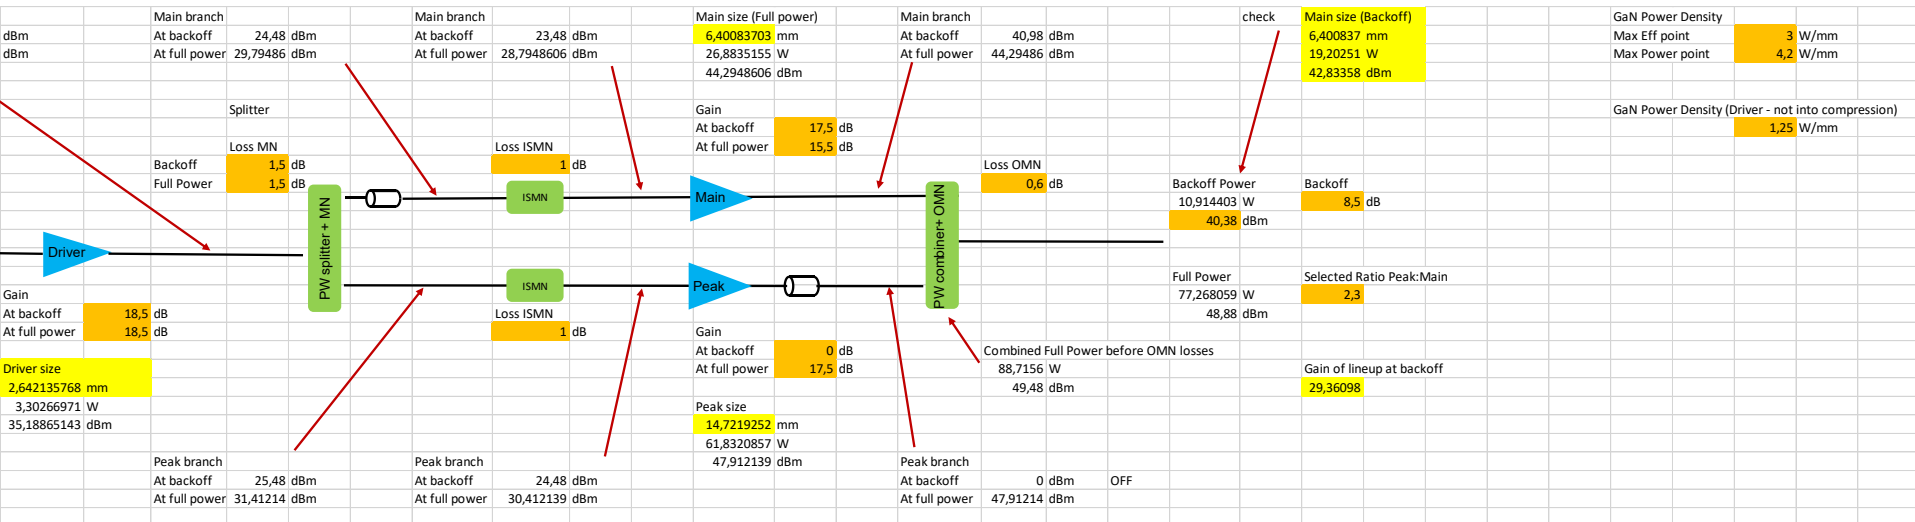 Main branch Main branch Main size (Full power) Main branch check Main size (Backoff) GaN Power Density
dBm At backoff 24,48 dBm At backoff 23,48 dBm 6,40083703 mm At backoff 40,98 dBm 6,400837 mm Max Eff point 3 W/mm
dBm At full power 29,79486 dBm At full power 28,7948606 dBm 26,8835155 W At full power 44,29486 dBm 19,20251 W Max Power point 4,2 W/mm
44,2948606 dBm 42,83358 dBm
Splitter Gain GaN Power Density (Driver - not into compression)
At backoff 17,5 dB 1,25 W/mm
Loss MN Loss ISMN At full power 15,5 dB
Backoff 1,5 dB 1 dB Loss OMN
Full Power 1,5 dB 0,6 dB Backoff Power Backoff
ISMN Main 10,914403 W 8,5 dB
40,38 dBm
PW splitter + MN
PW combiner+ OMN
Driver
ISMN Peak Full Power Selected Ratio Peak:Main
Gain 77,268059 W 2,3
At backoff 18,5 dB Loss ISMN 48,88 dBm
At full power 18,5 dB 1 dB Gain
At backoff 0 dB Combined Full Power before OMN losses
Driver size At full power 17,5 dB 88,7156 W Gain of lineup at backoff
2,642135768 mm 49,48 dBm 29,36098
3,30266971 W Peak size
35,18865143 dBm 14,7219252 mm
61,8320857 W
Peak branch Peak branch 47,912139 dBm Peak branch
At backoff 25,48 dBm At backoff 24,48 dBm At backoff 0 dBm OFF
At full power 31,41214 dBm At full power 30,412139 dBm At full power 47,91214 dBm